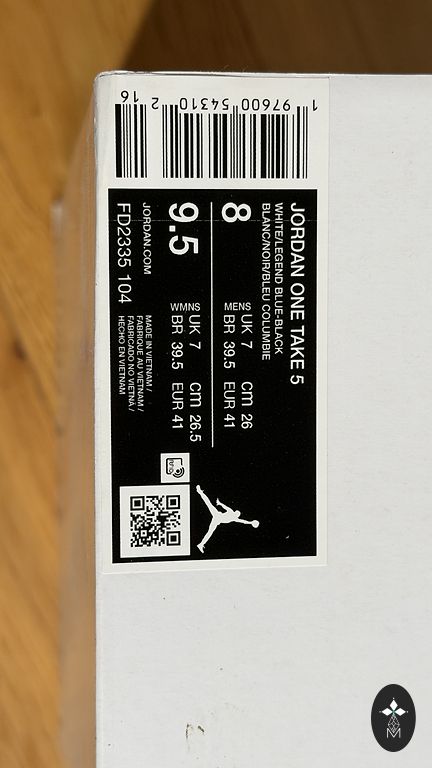 JORDAN ONE TAKE 5
WHITE/LEGEND BLUE-BLACK
BLANC/NOIR/BLEU COLUMBIE
8
MENS
UK 7
BR 39.5
cm 26
EUR 41
9.5
WMNS
UK 7
BR 39.5
cm 26.5
EUR 41
JORDAN.COM
FD2335 104
MADE IN VIETNAM /
FABRIQUE AU VIETNAM /
FABRICADO NO VIETNÃ /
HECHO EN VIETNAM
1 97600 54310 2 16
M